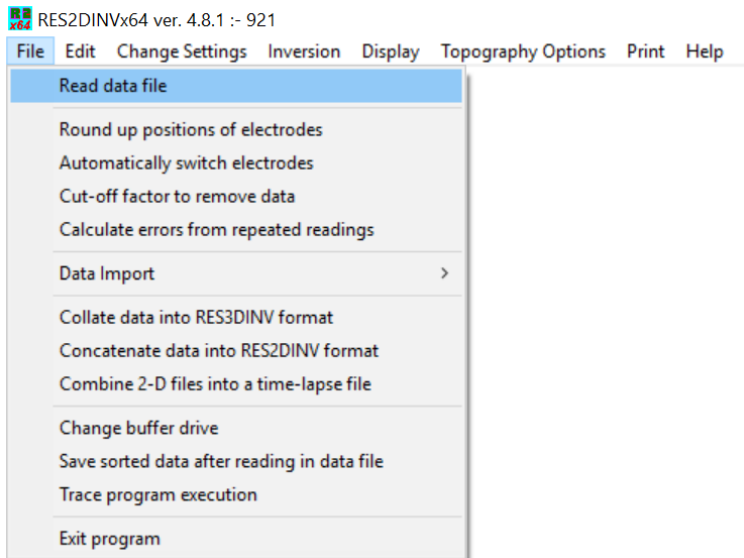 RES2DINVx64 ver. 4.8.1 :- 921
File Edit Change Settings Inversion Display Topography Options Print Help
Read data file
Round up positions of electrodes
Automatically switch electrodes
Cut-off factor to remove data
Calculate errors from repeated readings
Data Import
Collate data into RES3DINV format
Concatenate data into RES2DINV format
Combine 2-D files into a time-lapse file
Change buffer drive
Save sorted data after reading in data file
Trace program execution
Exit program